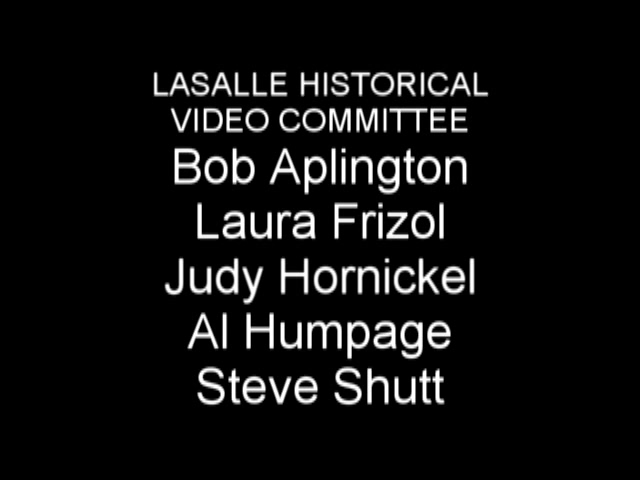 LASALLE HISTORICAL
VIDEO COMMITTEE
Bob Aplington
Laura Frizol
Judy Hornickel
Al Humpage
Steve Shutt